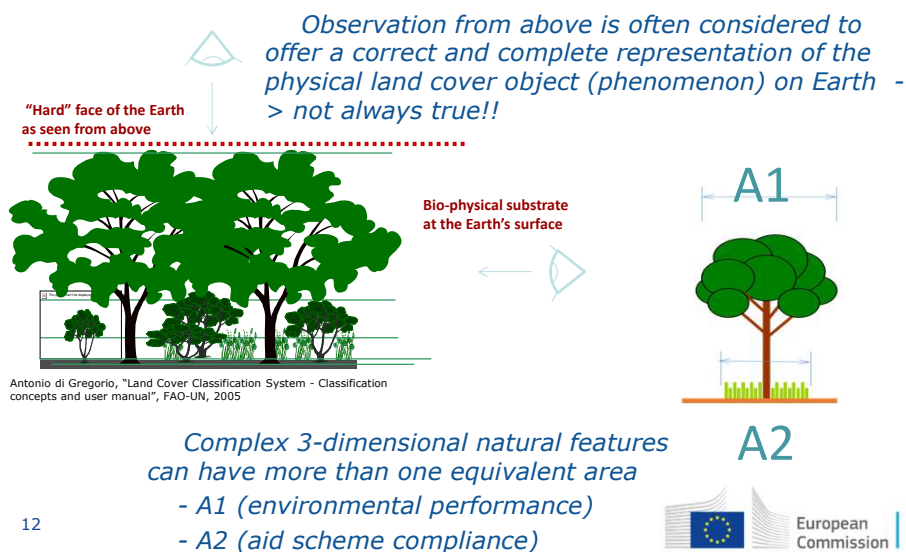 Observation from above is often considered to
offer a correct and complete representation of the
physical land cover object (phenomenon) on Earth -
> not always true!!
“Hard” face of the Earth
as seen from above
A1
Bio-physical substrate
at the Earth’s surface
Antonio di Gregorio, “Land Cover Classification System - Classification
concepts and user manual”, FAO-UN, 2005
A2
Complex 3-dimensional natural features
can have more than one equivalent area
- A1 (environmental performance)
- A2 (aid scheme compliance)
12
European
Commission